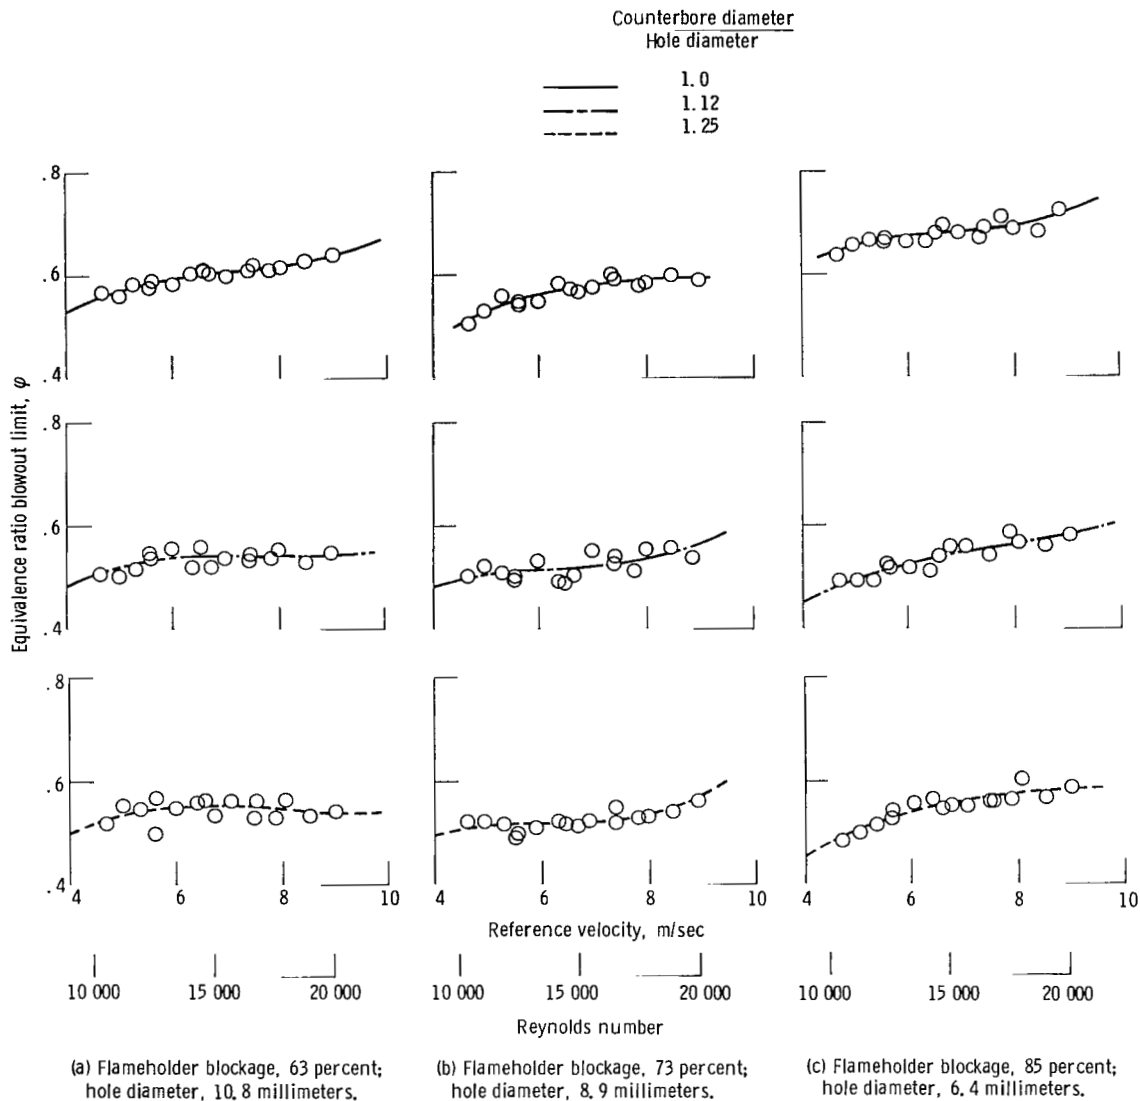 Counterbore diameter
Hole diameter
1.0
1.12
1.25
Equivalence ratio blowout limit, φ
.8
.6
.4
.8
.6
.4
.8
.6
.4
4 6 8 10
4 6 8 10
4 6 8 10
Reference velocity, m/sec
10 000 15 000 20 000
10 000 15 000 20 000
10 000 15 000 20 000
Reynolds number
(a) Flameholder blockage, 63 percent;
hole diameter, 10.8 millimeters.
(b) Flameholder blockage, 73 percent;
hole diameter, 8.9 millimeters.
(c) Flameholder blockage, 85 percent;
hole diameter, 6.4 millimeters.